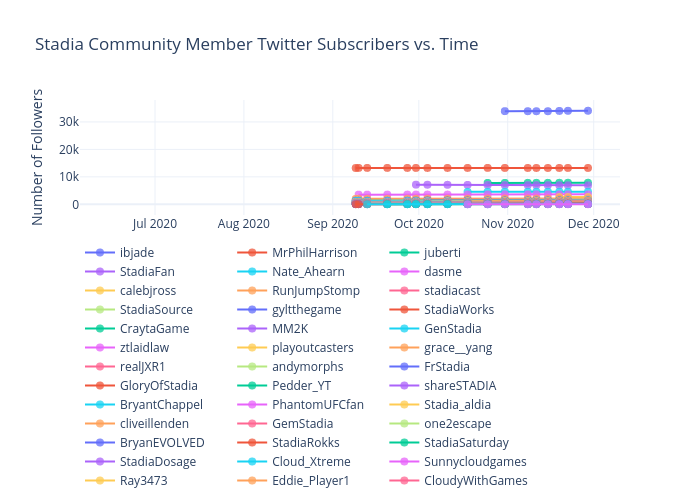 Stadia Community Member Twitter Subscribers vs. Time
Number of Followers
30k
20k
10k
0
Jul 2020 Aug 2020 Sep 2020 Oct 2020 Nov 2020 Dec 2020
ibjade MrPhilHarrison juberti
StadiaFan Nate_Ahearn dasme
calebjross RunJumpStomp stadiacast
StadiaSource gyltthegame StadiaWorks
CraytaGame MM2K GenStadia
ztlaidlaw playoutcasters grace__yang
realJXR1 andymorphs FrStadia
GloryOfStadia Pedder_YT shareSTADIA
BryantChappel PhantomUFCfan Stadia_aldia
cliveillenden GemStadia one2escape
BryanEVOLVED StadiaRokks StadiaSaturday
StadiaDosage Cloud_Xtreme Sunnycloudgames
Ray3473 Eddie_Player1 CloudyWithGames